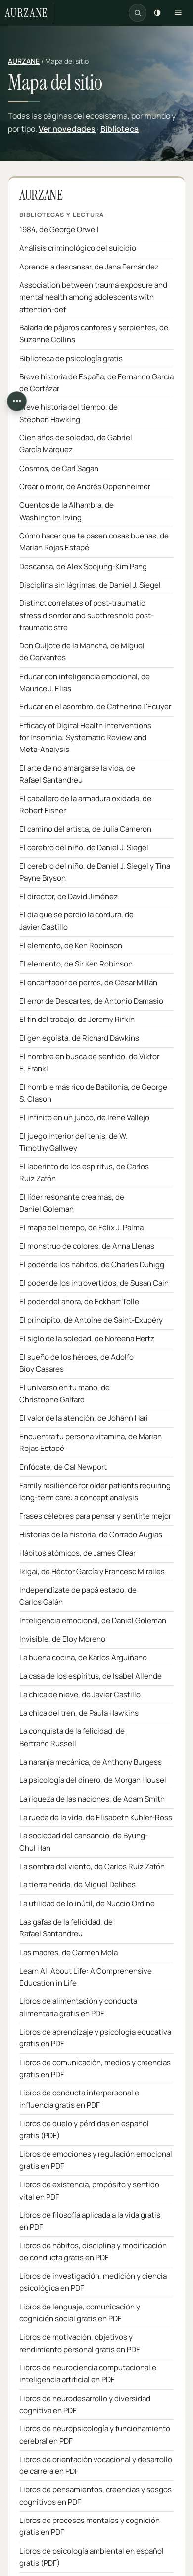 AURZANE
AURZANE / Mapa del sitio
Mapa del sitio
Todas las páginas del ecosistema, por mundo y
por tipo. Ver novedades · Biblioteca
AURZANE
BIBLIOTECAS Y LECTURA
1984, de George Orwell
Análisis criminológico del suicidio
Aprende a descansar, de Jana Fernández
Association between trauma exposure and
mental health among adolescents with
attention-def
Balada de pájaros cantores y serpientes, de
Suzanne Collins
Biblioteca de psicología gratis
Breve historia de España, de Fernando García
de Cortázar
reve historia del tiempo, de
Stephen Hawking
Cien años de soledad, de Gabriel
García Márquez
Cosmos, de Carl Sagan
Crear o morir, de Andrés Oppenheimer
Cuentos de la Alhambra, de
Washington Irving
Cómo hacer que te pasen cosas buenas, de
Marian Rojas Estapé
Descansa, de Alex Soojung-Kim Pang
Disciplina sin lágrimas, de Daniel J. Siegel
Distinct correlates of post-traumatic
stress disorder and subthreshold post-
traumatic stre
Don Quijote de la Mancha, de Miguel
de Cervantes
Educar con inteligencia emocional, de
Maurice J. Elias
Educar en el asombro, de Catherine L'Ecuyer
Efficacy of Digital Health Interventions
for Insomnia: Systematic Review and
Meta-Analysis
El arte de no amargarse la vida, de
Rafael Santandreu
El caballero de la armadura oxidada, de
Robert Fisher
El camino del artista, de Julia Cameron
El cerebro del niño, de Daniel J. Siegel
El cerebro del niño, de Daniel J. Siegel y Tina
Payne Bryson
El director, de David Jiménez
El día que se perdió la cordura, de
Javier Castillo
El elemento, de Ken Robinson
El elemento, de Sir Ken Robinson
El encantador de perros, de César Millán
El error de Descartes, de Antonio Damasio
El fin del trabajo, de Jeremy Rifkin
El gen egoísta, de Richard Dawkins
El hombre en busca de sentido, de Viktor
E. Frankl
El hombre más rico de Babilonia, de George
S. Clason
El infinito en un junco, de Irene Vallejo
El juego interior del tenis, de W.
Timothy Gallwey
El laberinto de los espíritus, de Carlos
Ruiz Zafón
El líder resonante crea más, de
Daniel Goleman
El mapa del tiempo, de Félix J. Palma
El monstruo de colores, de Anna Llenas
El poder de los hábitos, de Charles Duhigg
El poder de los introvertidos, de Susan Cain
El poder del ahora, de Eckhart Tolle
El principito, de Antoine de Saint-Exupéry
El siglo de la soledad, de Noreena Hertz
El sueño de los héroes, de Adolfo
Bioy Casares
El universo en tu mano, de
Christophe Galfard
El valor de la atención, de Johann Hari
Encuentra tu persona vitamina, de Marian
Rojas Estapé
Enfócate, de Cal Newport
Family resilience for older patients requiring
long-term care: a concept analysis
Frases célebres para pensar y sentirte mejor
Historias de la historia, de Corrado Augias
Hábitos atómicos, de James Clear
Ikigai, de Héctor García y Francesc Miralles
Independízate de papá estado, de
Carlos Galán
Inteligencia emocional, de Daniel Goleman
Invisible, de Eloy Moreno
La buena cocina, de Karlos Arguiñano
La casa de los espíritus, de Isabel Allende
La chica de nieve, de Javier Castillo
La chica del tren, de Paula Hawkins
La conquista de la felicidad, de
Bertrand Russell
La naranja mecánica, de Anthony Burgess
La psicología del dinero, de Morgan Housel
La riqueza de las naciones, de Adam Smith
La rueda de la vida, de Elisabeth Kübler-Ross
La sociedad del cansancio, de Byung-
Chul Han
La sombra del viento, de Carlos Ruiz Zafón
La tierra herida, de Miguel Delibes
La utilidad de lo inútil, de Nuccio Ordine
Las gafas de la felicidad, de
Rafael Santandreu
Las madres, de Carmen Mola
Learn All About Life: A Comprehensive
Education in Life
Libros de alimentación y conducta
alimentaria gratis en PDF
Libros de aprendizaje y psicología educativa
gratis en PDF
Libros de comunicación, medios y creencias
gratis en PDF
Libros de conducta interpersonal e
influencia gratis en PDF
Libros de duelo y pérdidas en español
gratis (PDF)
Libros de emociones y regulación emocional
gratis en PDF
Libros de existencia, propósito y sentido
vital en PDF
Libros de filosofía aplicada a la vida gratis
en PDF
Libros de hábitos, disciplina y modificación
de conducta gratis en PDF
Libros de investigación, medición y ciencia
psicológica en PDF
Libros de lenguaje, comunicación y
cognición social gratis en PDF
Libros de motivación, objetivos y
rendimiento personal gratis en PDF
Libros de neurociencia computacional e
inteligencia artificial en PDF
Libros de neurodesarrollo y diversidad
cognitiva en PDF
Libros de neuropsicología y funcionamiento
cerebral en PDF
Libros de orientación vocacional y desarrollo
de carrera en PDF
Libros de pensamientos, creencias y sesgos
cognitivos en PDF
Libros de procesos mentales y cognición
gratis en PDF
Libros de psicología ambiental en español
gratis (PDF)